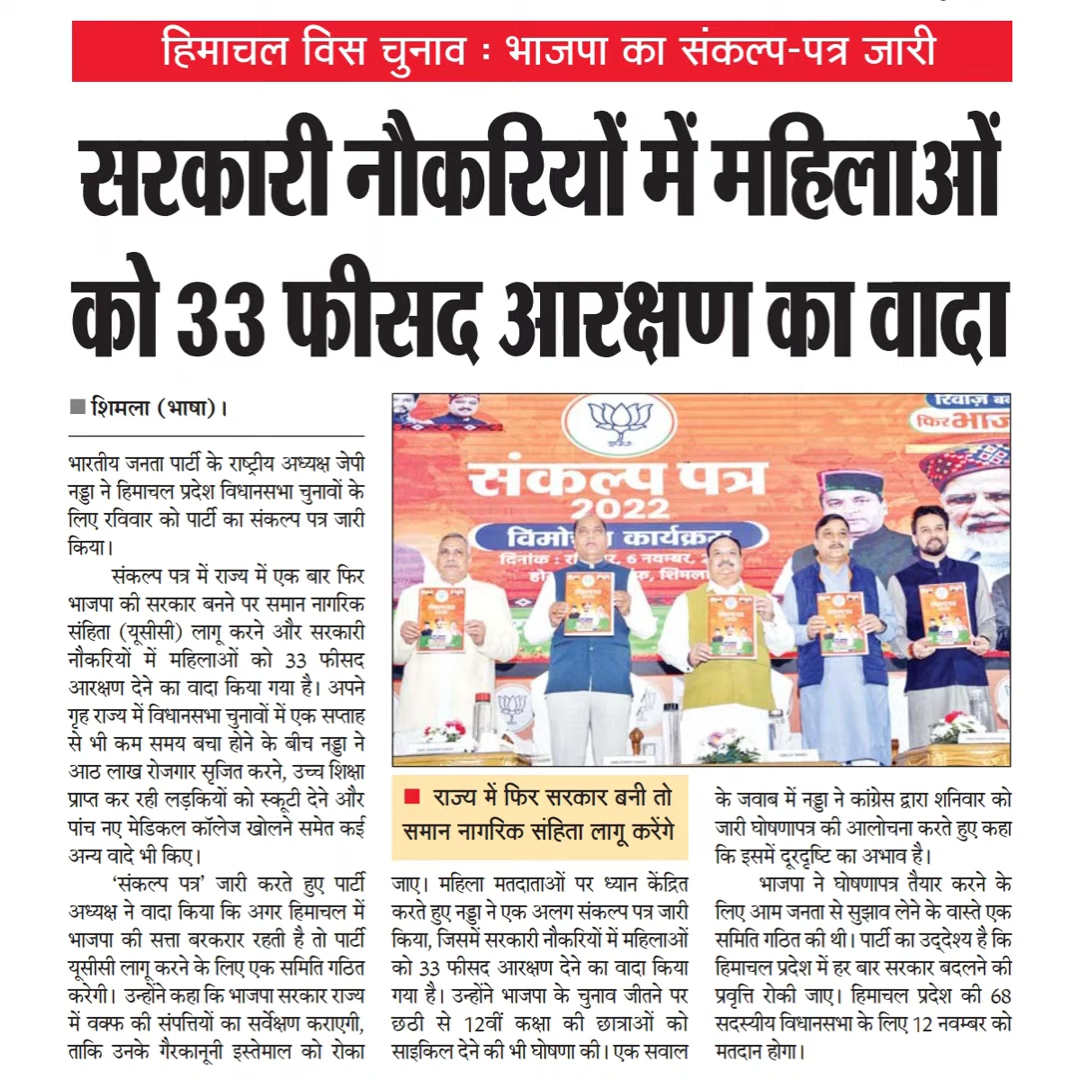 हिमाचल विस चुनाव : भाजपा का संकल्प-पत्र जारी
सरकारी नौकरियों में महिलाओं
को 33 फीसद आरक्षण का वादा
शिमला (भाषा)।
भारतीय जनता पार्टी के राष्ट्रीय अध्यक्ष जेपी
नड्डा ने हिमाचल प्रदेश विधानसभा चुनावों के
लिए रविवार को पार्टी का संकल्प पत्र जारी
किया।
संकल्प पत्र में राज्य में एक बार फिर
भाजपा की सरकार बनने पर समान नागरिक
संहिता (यूसीसी) लागू करने और सरकारी
नौकरियों में महिलाओं को 33 फीसद
आरक्षण देने का वादा किया गया है। अपने
गृह राज्य में विधानसभा चुनावों में एक सप्ताह
से भी कम समय बचा होने के बीच नड्डा ने
आठ लाख रोजगार सृजित करने, उच्च शिक्षा
प्राप्त कर रही लड़कियों को स्कूटी देने और
पांच नए मेडिकल कॉलेज खोलने समेत कई
अन्य वादे भी किए।
‘संकल्प पत्र’ जारी करते हुए पार्टी
अध्यक्ष ने वादा किया कि अगर हिमाचल में
भाजपा की सत्ता बरकरार रहती है तो पार्टी
यूसीसी लागू करने के लिए एक समिति गठित
करेगी। उन्होंने कहा कि भाजपा सरकार राज्य
में वक्फ की संपत्तियों का सर्वेक्षण कराएगी,
ताकि उनके गैरकानूनी इस्तेमाल को रोका
फिर भाज
संकल्प पत्र
2022
विमोचन कार्यक्रम
दिनांक : 6 नवम्बर,
शिमला
राज्य में फिर सरकार बनी तो
समान नागरिक संहिता लागू करेंगे
जाए। महिला मतदाताओं पर ध्यान केंद्रित
करते हुए नड्डा ने एक अलग संकल्प पत्र जारी
किया, जिसमें सरकारी नौकरियों में महिलाओं
को 33 फीसद आरक्षण देने का वादा किया
गया है। उन्होंने भाजपा के चुनाव जीतने पर
छठी से 12वीं कक्षा की छात्राओं को
साइकिल देने की भी घोषणा की। एक सवाल
के जवाब में नड्डा ने कांग्रेस द्वारा शनिवार को
जारी घोषणापत्र की आलोचना करते हुए कहा
कि इसमें दूरदृष्टि का अभाव है।
भाजपा ने घोषणापत्र तैयार करने के
लिए आम जनता से सुझाव लेने के वास्ते एक
समिति गठित की थी। पार्टी का उद्देश्य है कि
हिमाचल प्रदेश में हर बार सरकार बदलने की
प्रवृत्ति रोकी जाए। हिमाचल प्रदेश की 68
सदस्यीय विधानसभा के लिए 12 नवम्बर को
मतदान होगा।